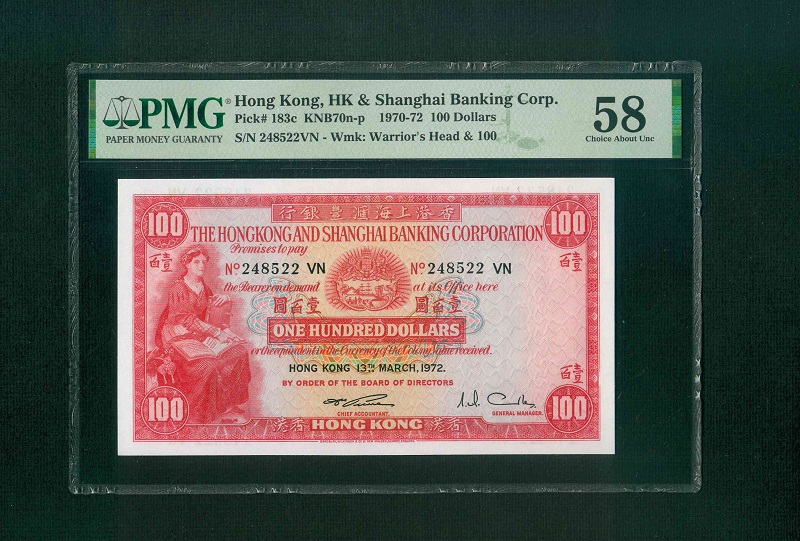 PMG®
PAPER MONEY GUARANTY
Hong Kong, HK & Shanghai Banking Corp.
Pick# 183c KNB70n-p 1970-72 100 Dollars
S/N 248522VN - Wmk: Warrior's Head & 100
58
Choice About Unc
100
行銀豐滙海上港香
100
THE HONGKONG AND SHANGHAI BANKING CORPORATION
Promises to pay
百壹
Nº 248522 VN
Nº 248522 VN
百壹
the Bearer on demand
at its Office here
圓百壹
圓百壹
ONE HUNDRED DOLLARS
or the equivalent in the Currency of the Colony value received.
HONG KONG 13TH MARCH, 1972.
百壹
BY ORDER OF THE BOARD OF DIRECTORS
CHIEF ACCOUNTANT.
GENERAL MANAGER.
100
港香
HONG KONG
港香
100